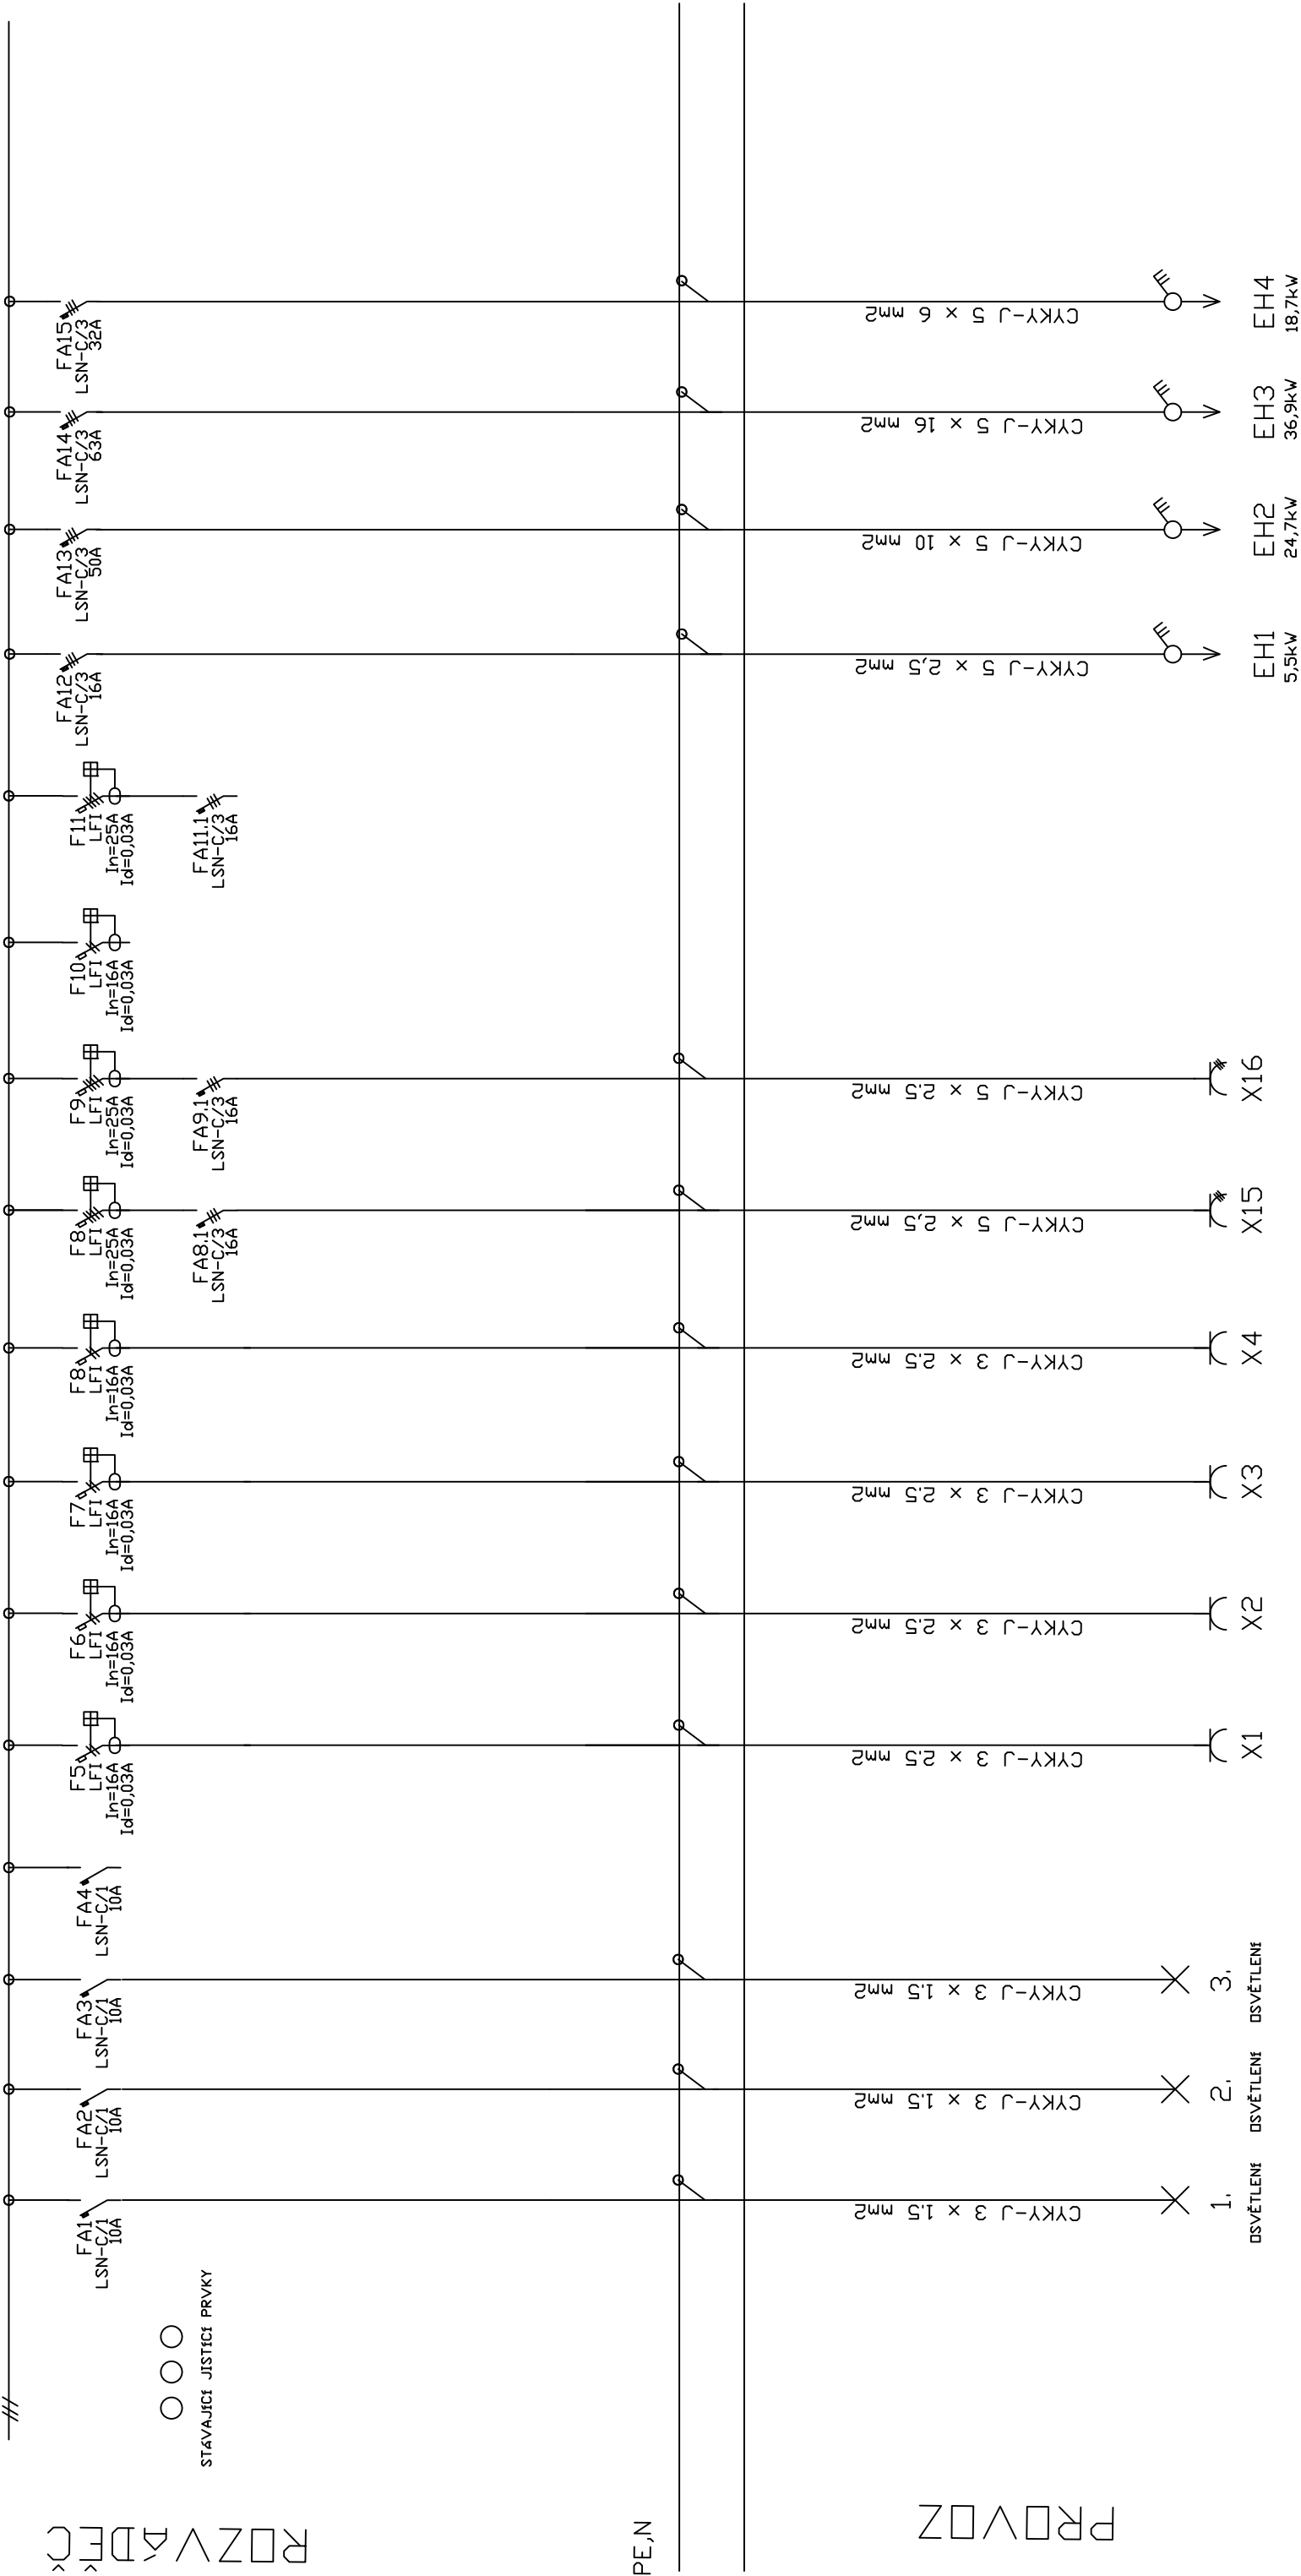 ROZVÁDĚČ
STÁVAJÍCÍ JISTÍCÍ PRVKY
FA1
LSN-C/1
10A
FA2
LSN-C/1
10A
FA3
LSN-C/1
10A
FA4
LSN-C/1
10A
F5
LFI
In=16A
Id=0,03A
F6
LFI
In=16A
Id=0,03A
F7
LFI
In=16A
Id=0,03A
F8
LFI
In=16A
Id=0,03A
F8
LFI
In=25A
Id=0,03A
FA8.1
LSN-C/3
16A
F9
LFI
In=25A
Id=0,03A
FA9.1
LSN-C/3
16A
F10
LFI
In=16A
Id=0,03A
F11
LFI
In=25A
Id=0,03A
FA11.1
LSN-C/3
16A
FA12
LSN-C/3
16A
FA13
LSN-C/3
50A
FA14
LSN-C/3
63A
FA15
LSN-C/3
32A
PE,N
PROVOZ
CYKY-J 3 x 1.5 mm2
CYKY-J 3 x 1.5 mm2
CYKY-J 3 x 1.5 mm2
CYKY-J 3 x 2.5 mm2
CYKY-J 3 x 2.5 mm2
CYKY-J 3 x 2.5 mm2
CYKY-J 3 x 2.5 mm2
CYKY-J 5 x 2,5 mm2
CYKY-J 5 x 2.5 mm2
CYKY-J 5 x 2,5 mm2
CYKY-J 5 x 10 mm2
CYKY-J 5 x 16 mm2
CYKY-J 5 x 6 mm2
1.
OSVĚTLENÍ
2.
OSVĚTLENÍ
3.
OSVĚTLENÍ
X1
X2
X3
X4
X15
X16
EH1
5,5kW
EH2
24,7kW
EH3
36,9kW
EH4
18,7kW